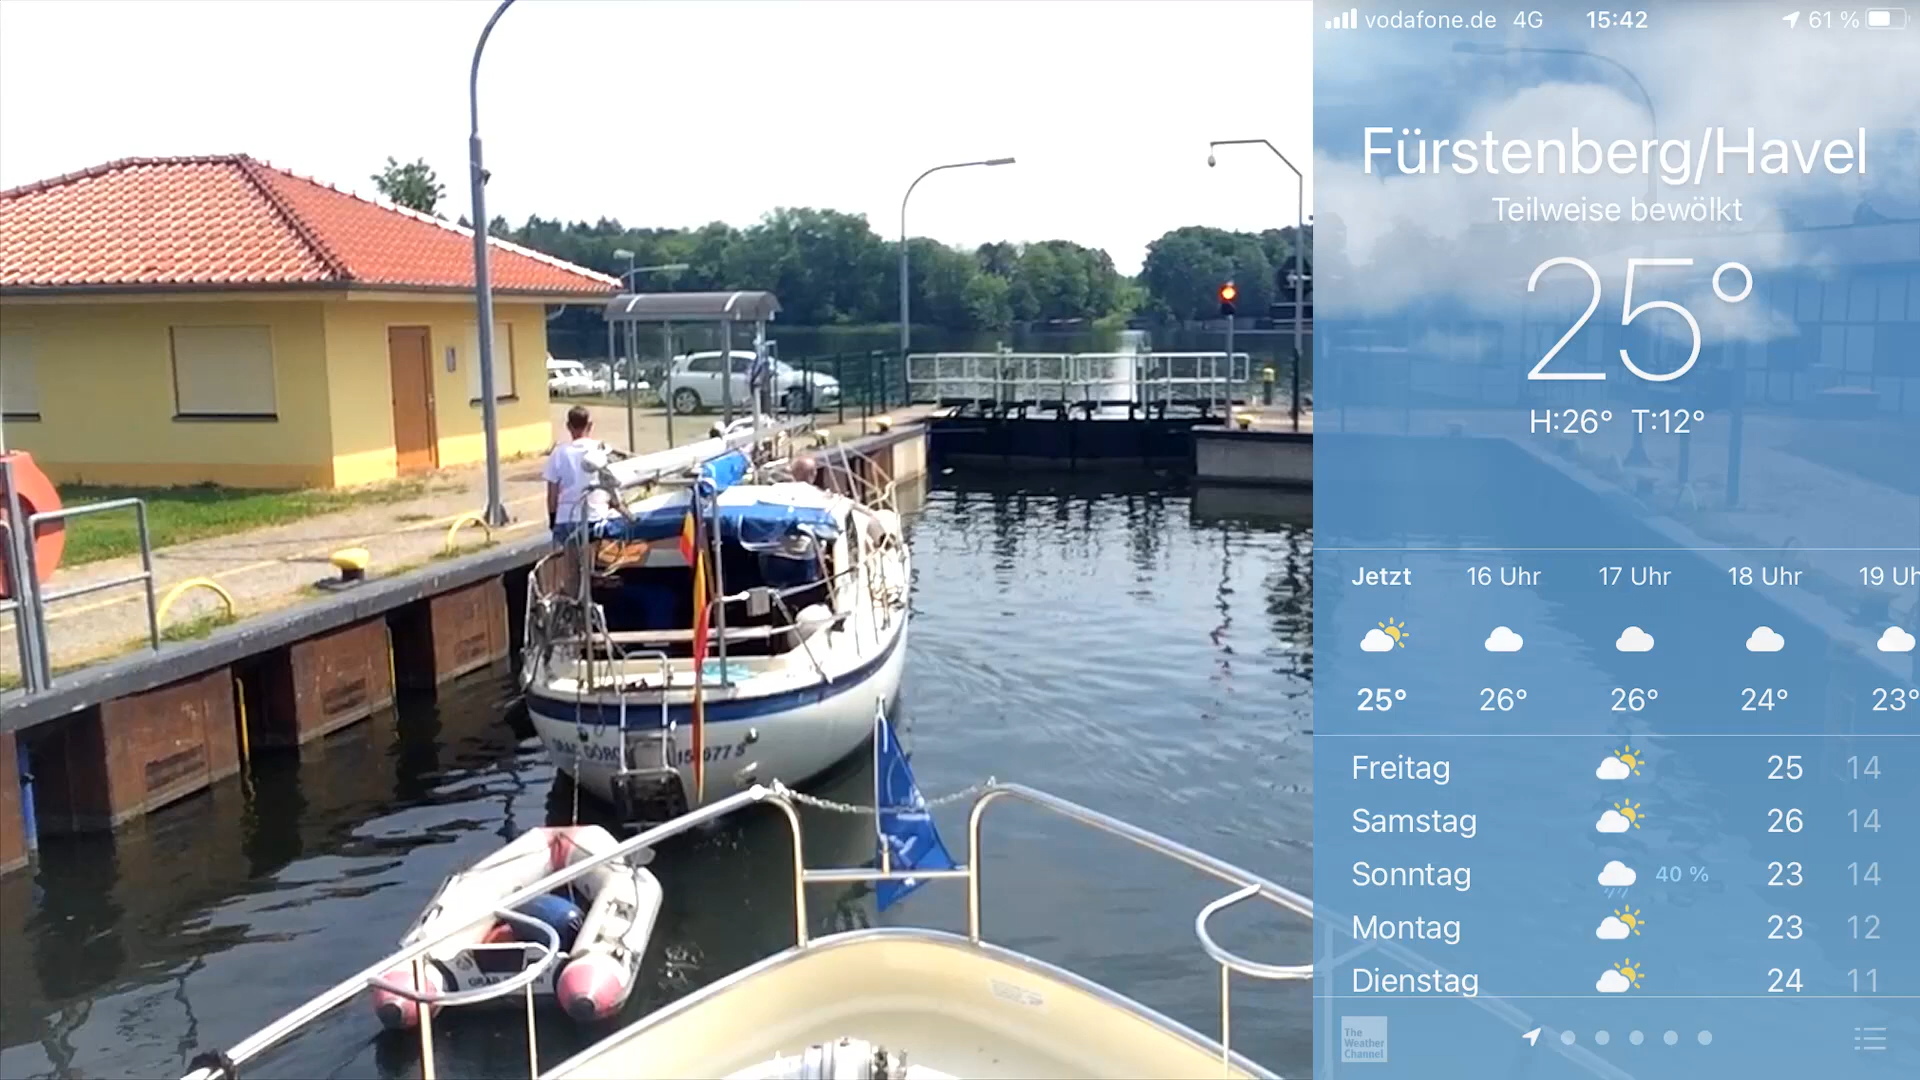 vodafone.de 4G 15:42 61 %
Fürstenberg/Havel
Teilweise bewölkt
25°
H:26° T:12°
Jetzt 16 Uhr 17 Uhr 18 Uhr 19 Uh
25° 26° 26° 24° 23°
Freitag 25 14
Samstag 26 14
Sonntag 40 % 23 14
Montag 23 12
Dienstag 24 11
The
Weather
Channel